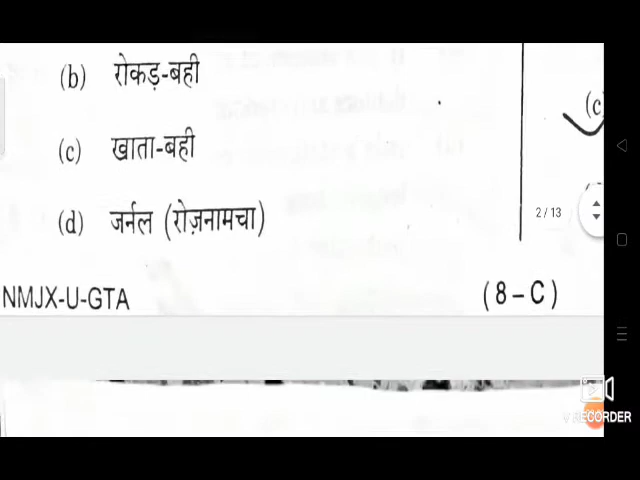 (b) रोकड़-बही
(c) खाता-बही
(d) जर्नल (रोज़नामचा)
(c)
2 / 13
NMJX-U-GTA
( 8 – C )
RECORDER